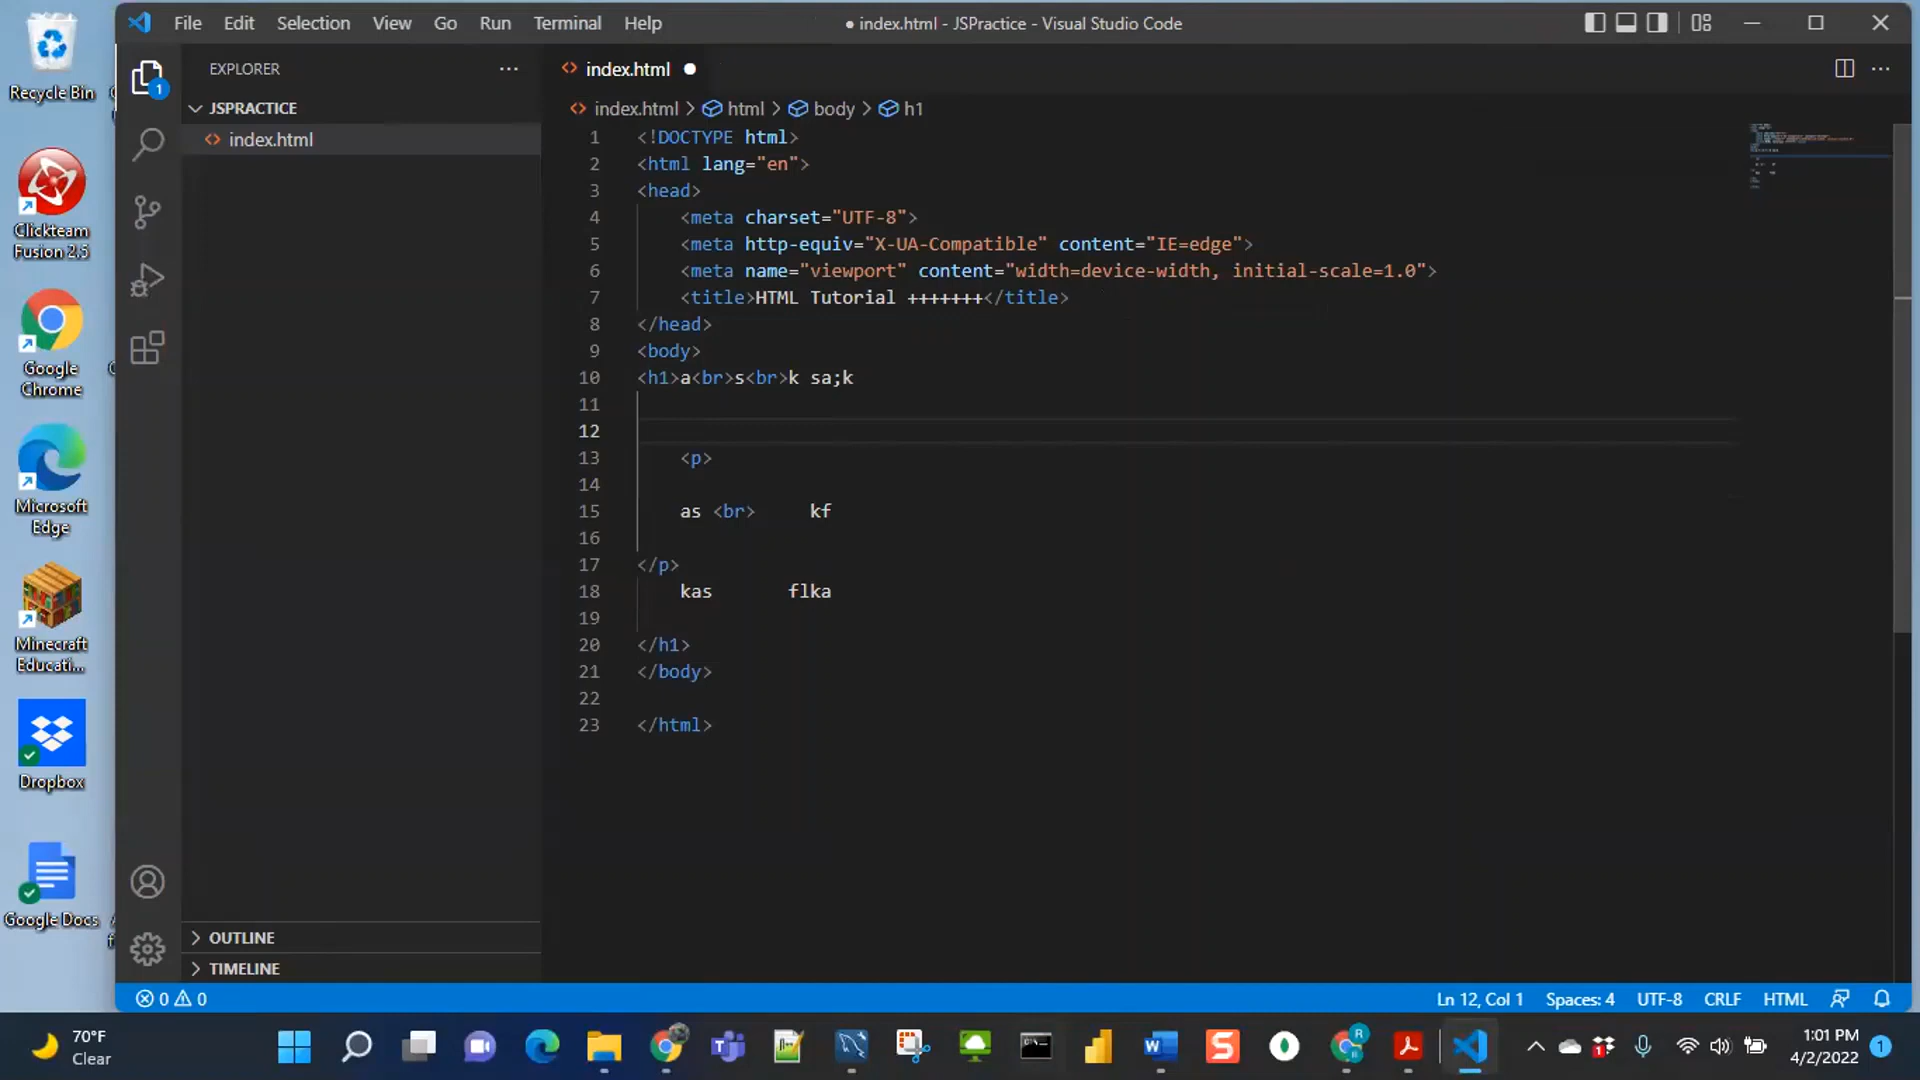 File Edit Selection View Go Run Terminal Help
● index.html - JSPractice - Visual Studio Code
Recycle Bin
Clickteam
Fusion 2.5
Google
Chrome
Microsoft
Edge
Minecraft
Educati...
Dropbox
Google Docs
1
EXPLORER
JSPRACTICE
index.html
OUTLINE
TIMELINE
index.html
index.html > html > body > h1
1 <!DOCTYPE html>
2 <html lang="en">
3 <head>
4 <meta charset="UTF-8">
5 <meta http-equiv="X-UA-Compatible" content="IE=edge">
6 <meta name="viewport" content="width=device-width, initial-scale=1.0">
7 <title>HTML Tutorial +++++++</title>
8 </head>
9 <body>
10 <h1>a<br>s<br>k sa;k
11
12
13 <p>
14
15 as <br>     kf
16
17 </p>
18 kas       flka
19
20 </h1>
21 </body>
22
23 </html>
0 0
Ln 12, Col 1 Spaces: 4 UTF-8 CRLF HTML
70°F
Clear
W
S
R
1
1:01 PM
4/2/2022
1